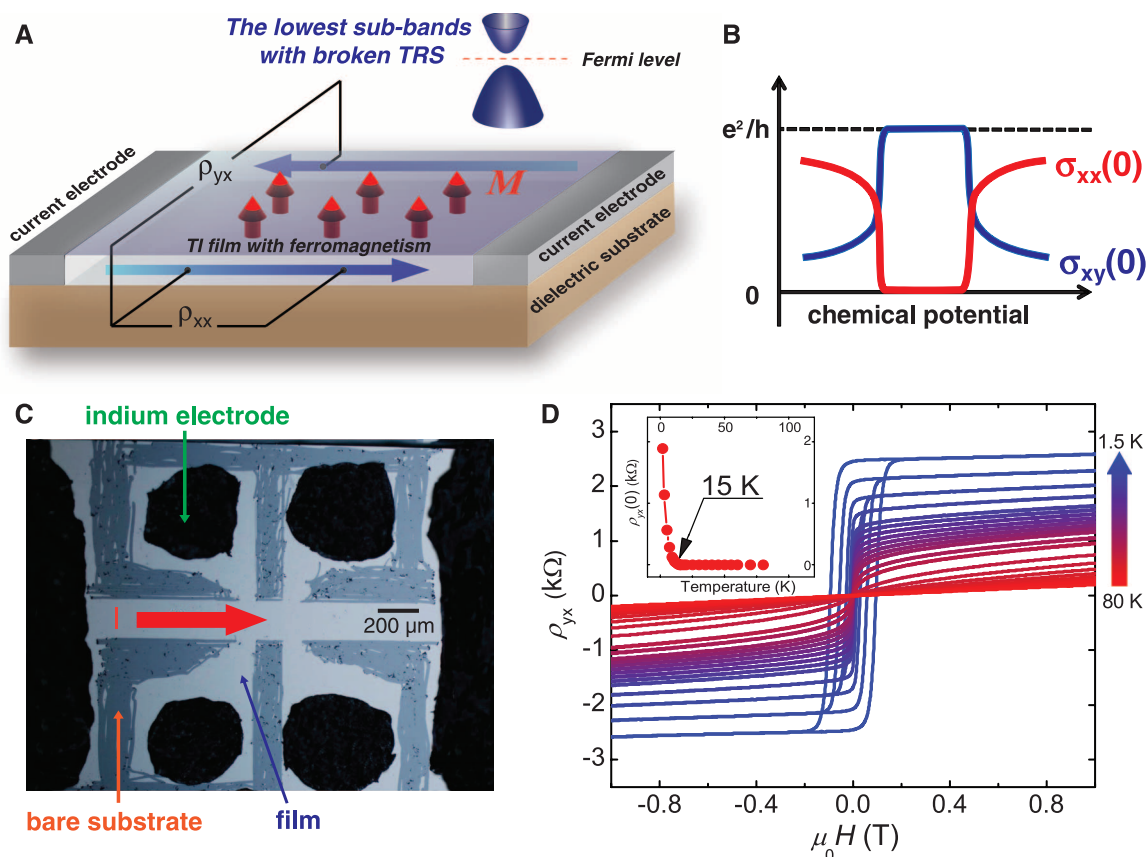 A
The lowest sub-bands
with broken TRS
Fermi level
current electrode
ρyx
M
TI film with ferromagnetism
ρxx
current electrode
dielectric substrate
B
e²/h
σxx(0)
σxy(0)
0
chemical potential
C
indium electrode
200 μm
bare substrate
film
D
ρyx (kΩ)
3
2
1
0
-1
-2
-3
-0.8 -0.4 0.0 0.4 0.8
μ0H (T)
0 50 100
ρyx(0) (kΩ)
2
1
0
Temperature (K)
15 K
1.5 K
80 K